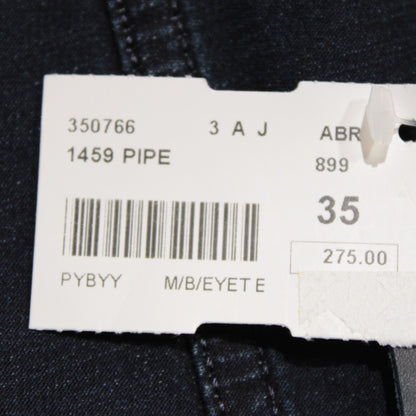 350766 3 A J ABR
1459 PIPE 899
35
275.00
PYBYY M/B/EYET E